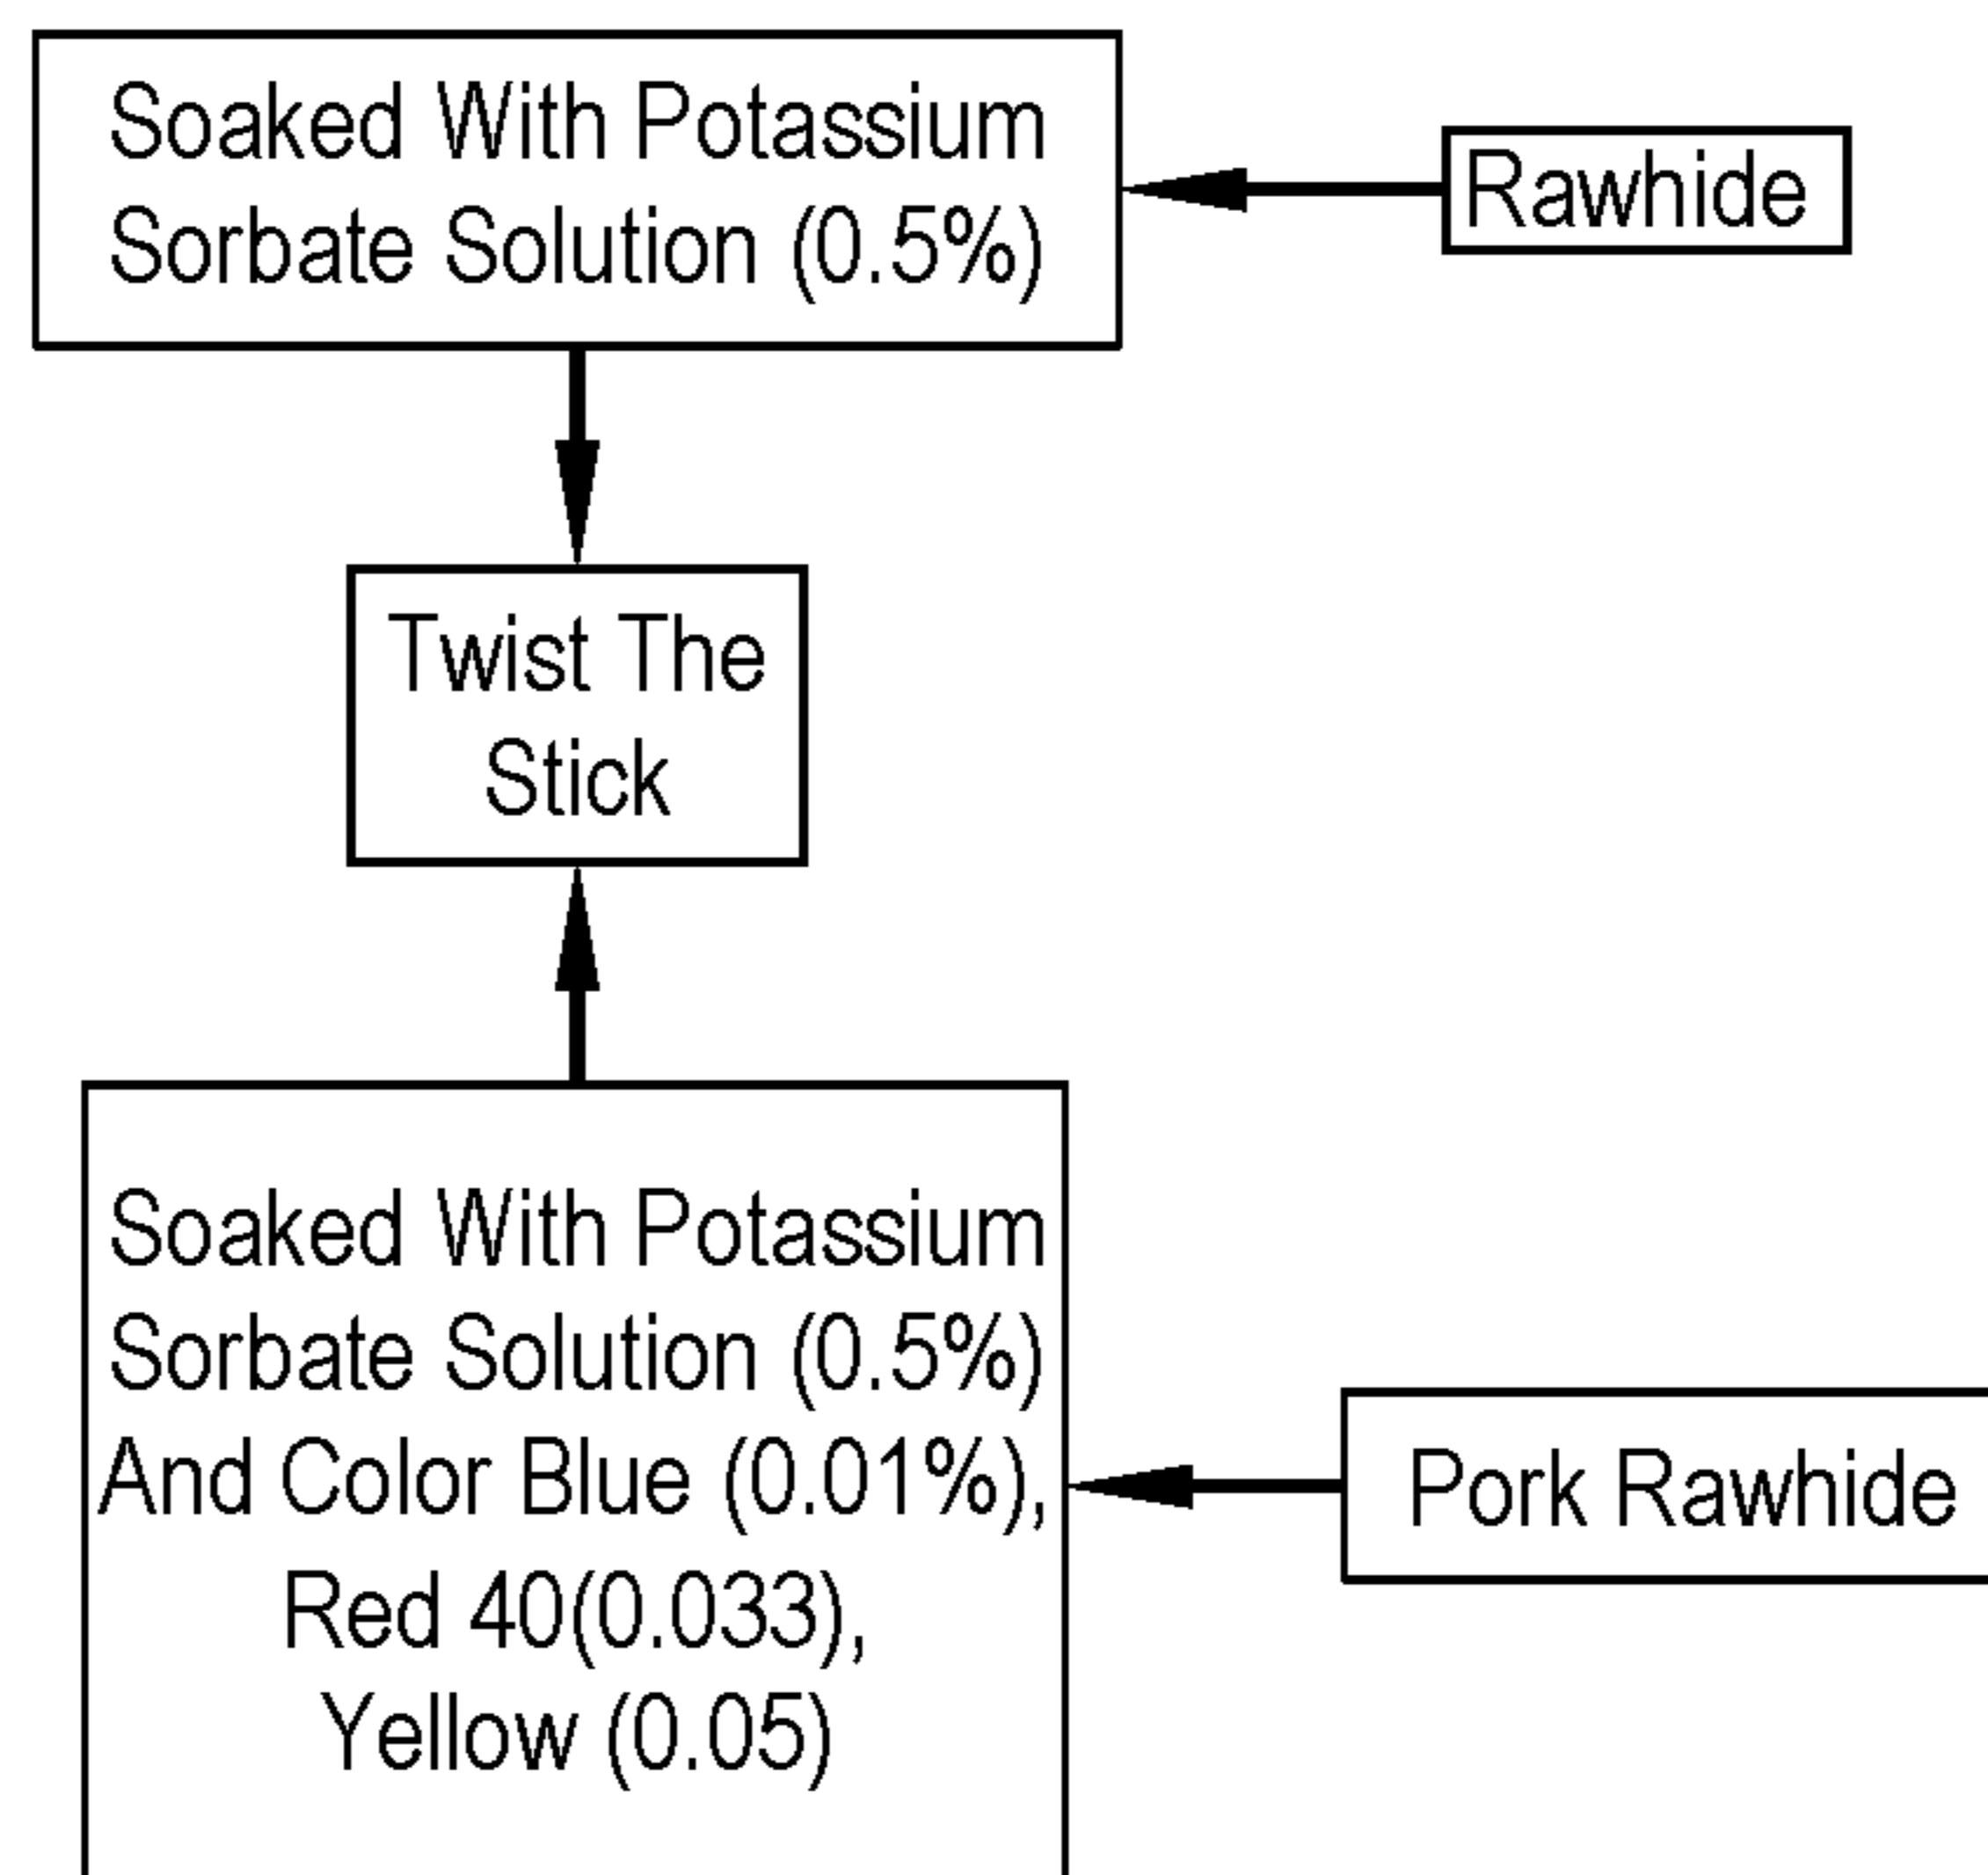 Soaked With Potassium
Sorbate Solution (0.5%)
Rawhide
Twist The
Stick
Soaked With Potassium
Sorbate Solution (0.5%)
And Color Blue (0.01%),
Red 40(0.033),
Yellow (0.05)
Pork Rawhide